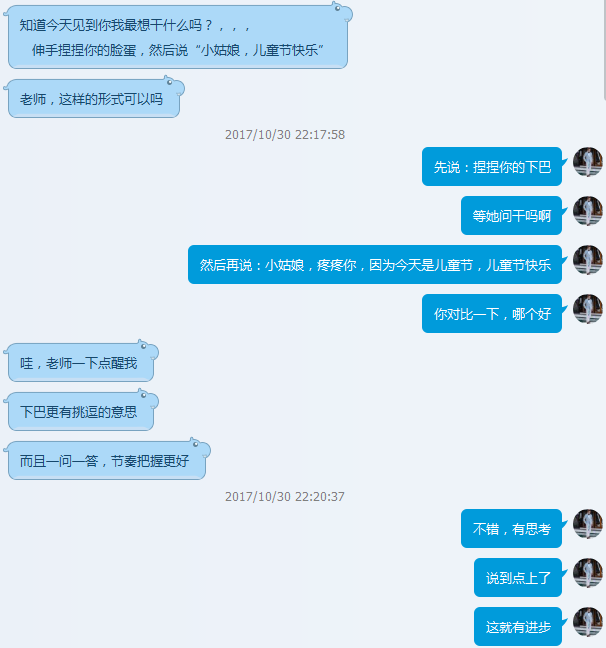 知道今天见到你我最想干什么吗？，，，
伸手捏捏你的脸蛋，然后说“小姑娘，儿童节快乐”
老师，这样的形式可以吗
2017/10/30 22:17:58
先说：捏捏你的下巴
等她问干吗啊
然后再说：小姑娘，疼疼你，因为今天是儿童节，儿童节快乐
你对比一下，哪个好
哇，老师一下点醒我
下巴更有挑逗的意思
而且一问一答，节奏把握更好
2017/10/30 22:20:37
不错，有思考
说到点上了
这就有进步